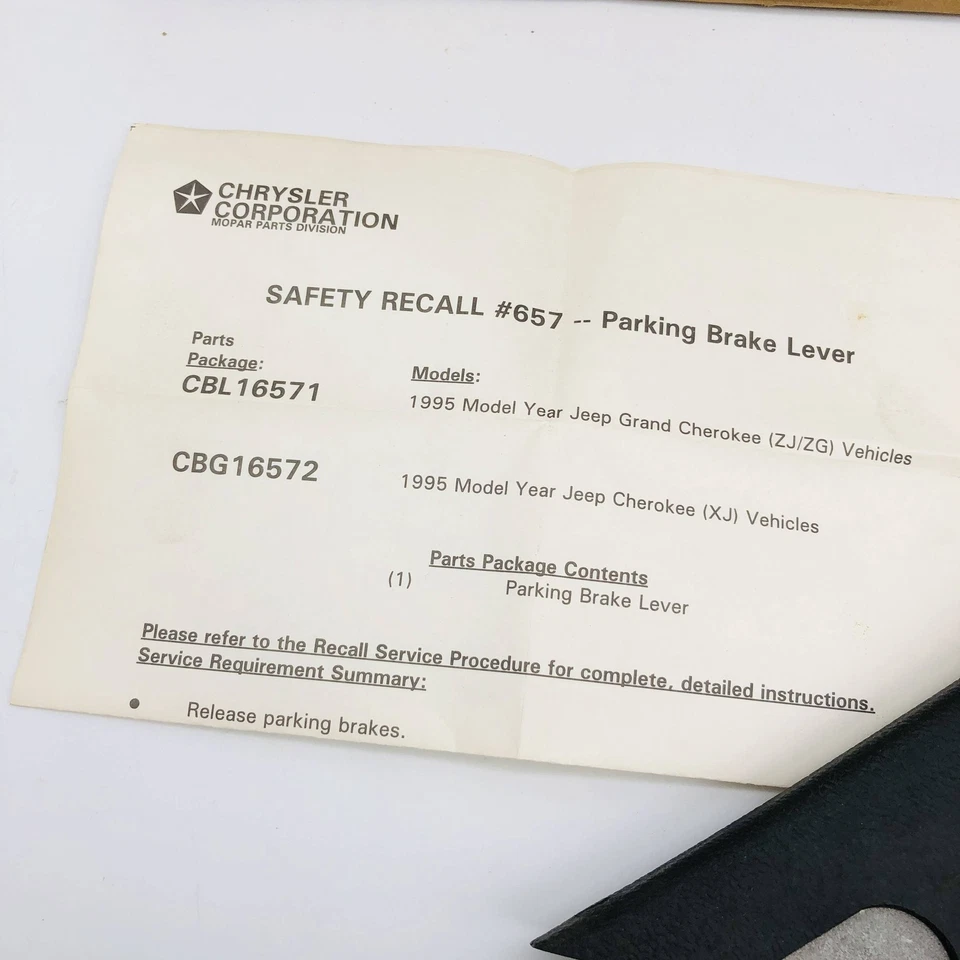 CHRYSLER
CORPORATION
MOPAR PARTS DIVISION
SAFETY RECALL #657 -- Parking Brake Lever
Parts
Package:
Models:
CBL16571
1995 Model Year Jeep Grand Cherokee (ZJ/ZG) Vehicles
CBG16572
1995 Model Year Jeep Cherokee (XJ) Vehicles
Parts Package Contents
(1) Parking Brake Lever
Please refer to the Recall Service Procedure for complete, detailed instructions.
Service Requirement Summary:
• Release parking brakes.